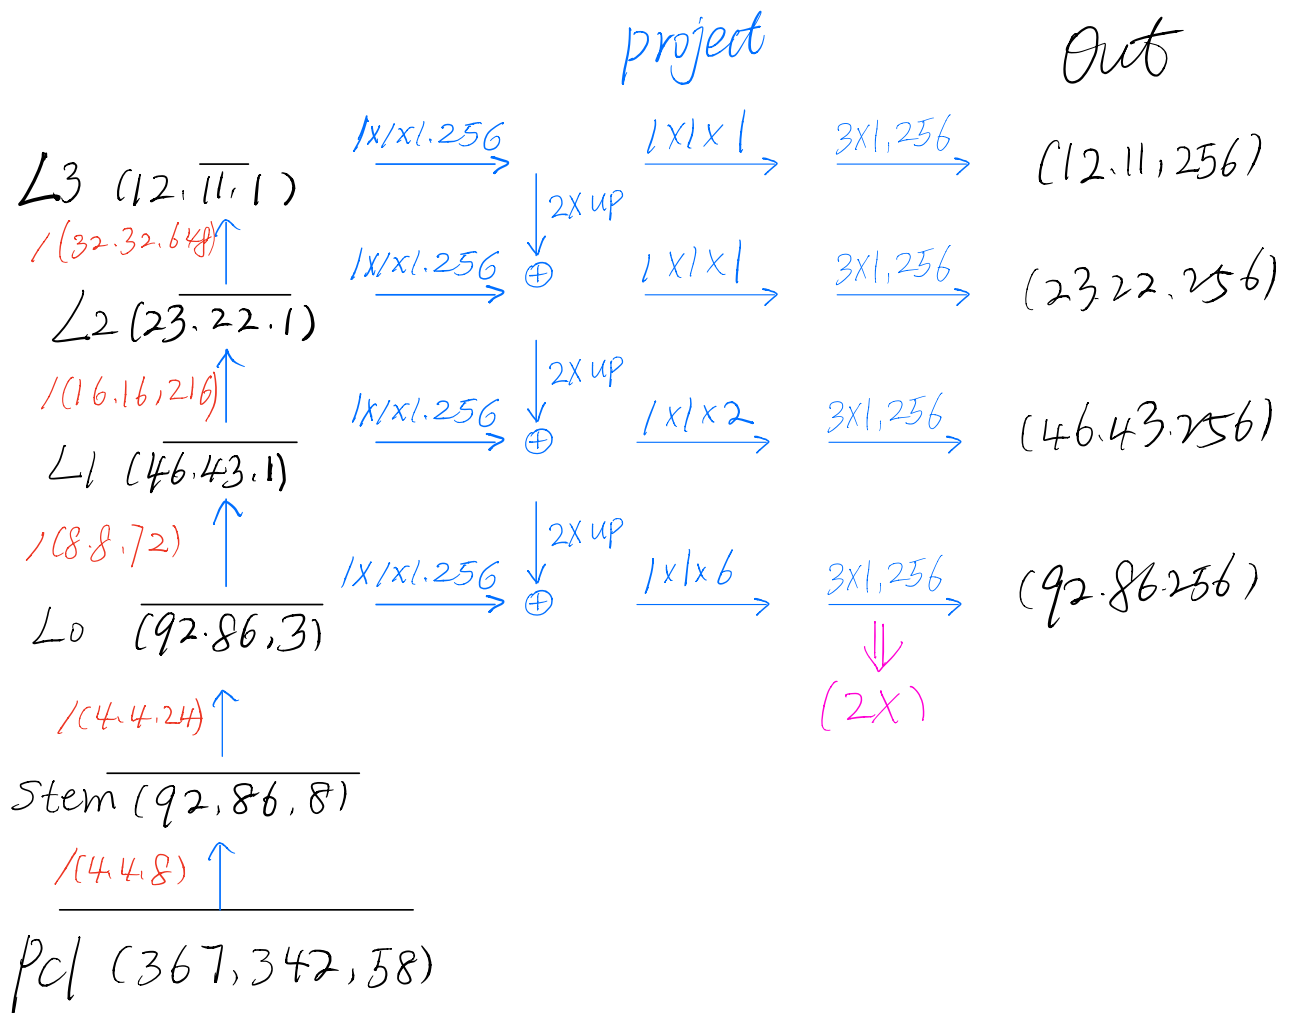 project Out
1x1x1.256 1x1x1 3x1,256
L3 (12.11.1) (12.11,256)
2x up
/(32.32.648)
1x1x1.256 ⊕ 1x1x1 3x1,256
L2 (23.22.1) (23.22.256)
2x up
/(16.16,216)
1x1x1.256 ⊕ 1x1x2 3x1,256
L1 (46.43.1) (46.43.256)
2x up
/(8.8.72)
1x1x1.256 ⊕ 1x1x6 3x1,256
L0 (92.86,3) (92.86.256)
(2x)
/(4.4.24)
Stem (92,86,8)
/(4.4.8)
pcl (367,342,58)